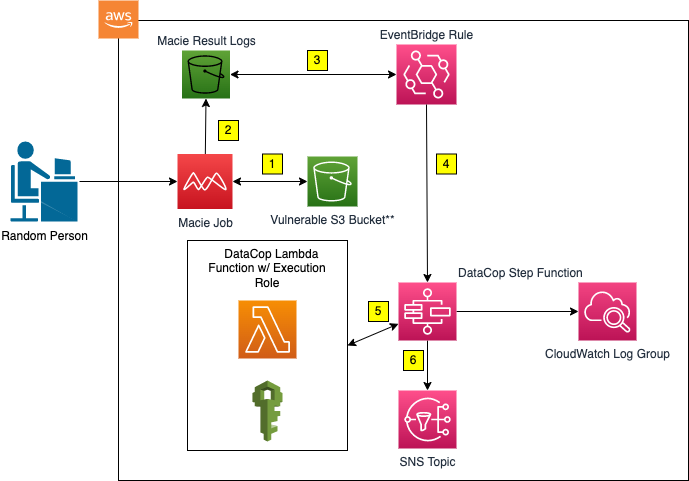 aws
Macie Result Logs
EventBridge Rule
3
2
1
4
Random Person
Macie Job
Vulnerable S3 Bucket**
DataCop Lambda
Function w/ Execution
Role
DataCop Step Function
5
CloudWatch Log Group
6
SNS Topic